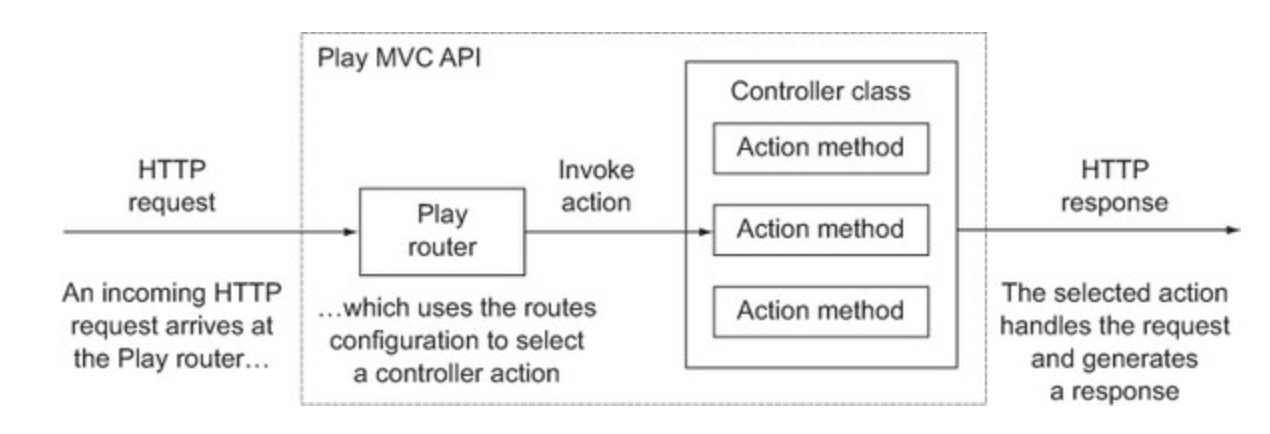 Play MVC API
Controller class
Action method
HTTP
request
Invoke
action
HTTP
response
Play
router
Action method
An incoming HTTP
request arrives at
the Play router…
…which uses the routes
configuration to select
a controller action
Action method
The selected action
handles the request
and generates
a response